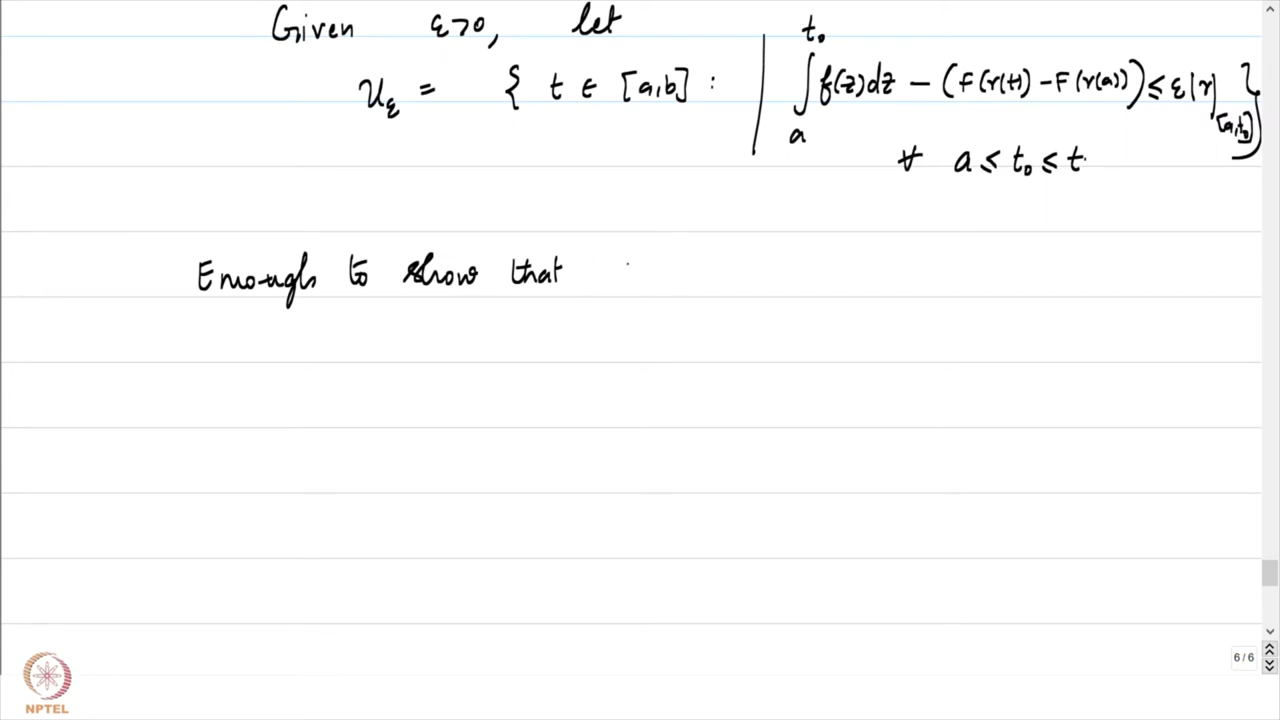 Given ε>0, let
U_ε = { t ∈ [a,b] : | ∫_a^{t₀} f(z)dz − (F(r(t) − F(r(a))) ≤ ε|r|_{[a,t₀]} }
∀ a ≤ t₀ ≤ t.
Enough to show that
6 / 6
NPTEL